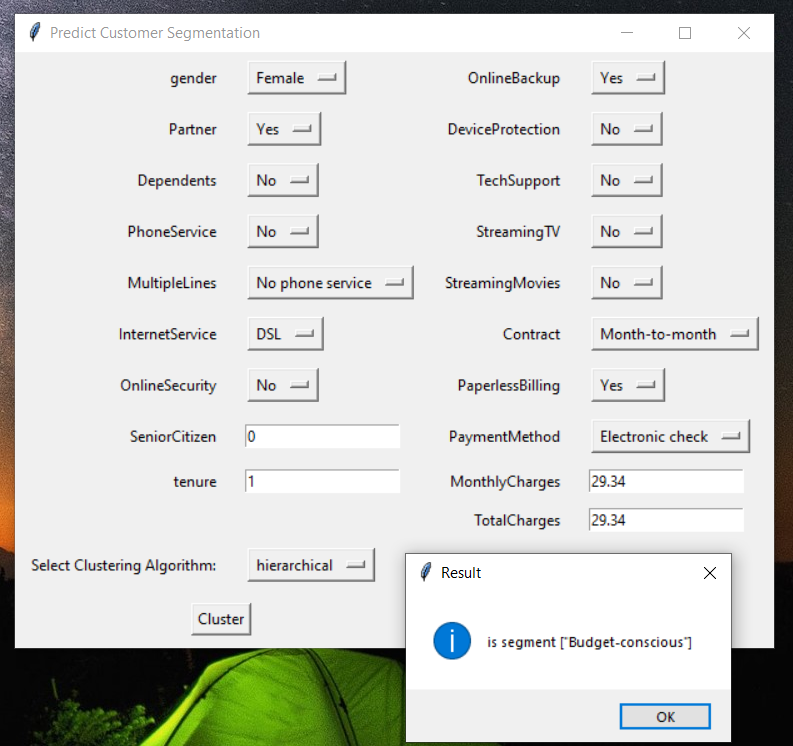 Predict Customer Segmentation
gender Female OnlineBackup Yes
Partner Yes DeviceProtection No
Dependents No TechSupport No
PhoneService No StreamingTV No
MultipleLines No phone service StreamingMovies No
InternetService DSL Contract Month-to-month
OnlineSecurity No PaperlessBilling Yes
SeniorCitizen 0 PaymentMethod Electronic check
tenure 1 MonthlyCharges 29.34
TotalCharges 29.34
Select Clustering Algorithm: hierarchical
Cluster
Result
is segment ["Budget-conscious"]
OK